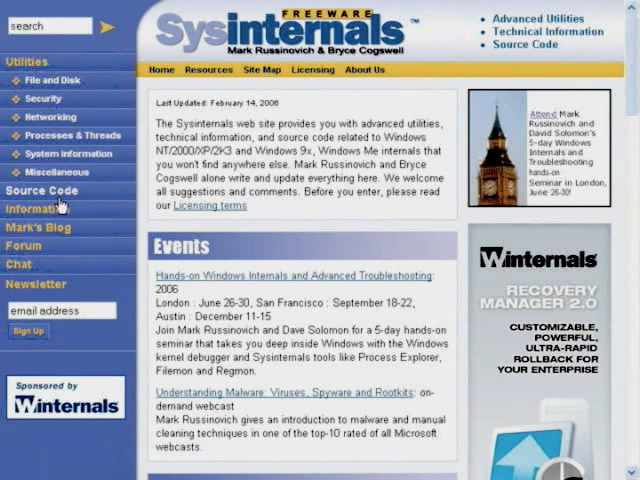 search
FREEWARE
Sysinternals™
Mark Russinovich & Bryce Cogswell
Advanced Utilities
Technical Information
Source Code
Home Resources Site Map Licensing About Us
Utilities
File and Disk
Security
Networking
Processes & Threads
System Information
Miscellaneous
Source Code
Informati
Mark's Blog
Forum
Chat
Newsletter
email address
Sign Up
Sponsored by
Winternals
Last Updated: February 14, 2006
The Sysinternals web site provides you with advanced utilities,
technical information, and source code related to Windows
NT/2000/XP/2K3 and Windows 9x, Windows Me internals that
you won't find anywhere else. Mark Russinovich and Bryce
Cogswell alone write and update everything here. We welcome
all suggestions and comments. Before you enter, please read
our Licensing terms
Events
Hands-on Windows Internals and Advanced Troubleshooting:
2006
London : June 26-30, San Francisco : September 18-22,
Austin : December 11-15
Join Mark Russinovich and Dave Solomon for a 5-day hands-on
seminar that takes you deep inside Windows with the Windows
kernel debugger and Sysinternals tools like Process Explorer,
Filemon and Regmon.
Understanding Malware: Viruses, Spyware and Rootkits: on-
demand webcast
Mark Russinovich gives an introduction to malware and manual
cleaning techniques in one of the top-10 rated of all Microsoft
webcasts.
Attend Mark
Russinovich and
David Solomon's
5-day Windows
Internals and
Troubleshooting
hands-on
Seminar in London,
June 26-30!
Winternals
RECOVERY
MANAGER 2.0
CUSTOMIZABLE,
POWERFUL,
ULTRA-RAPID
ROLLBACK FOR
YOUR ENTERPRISE